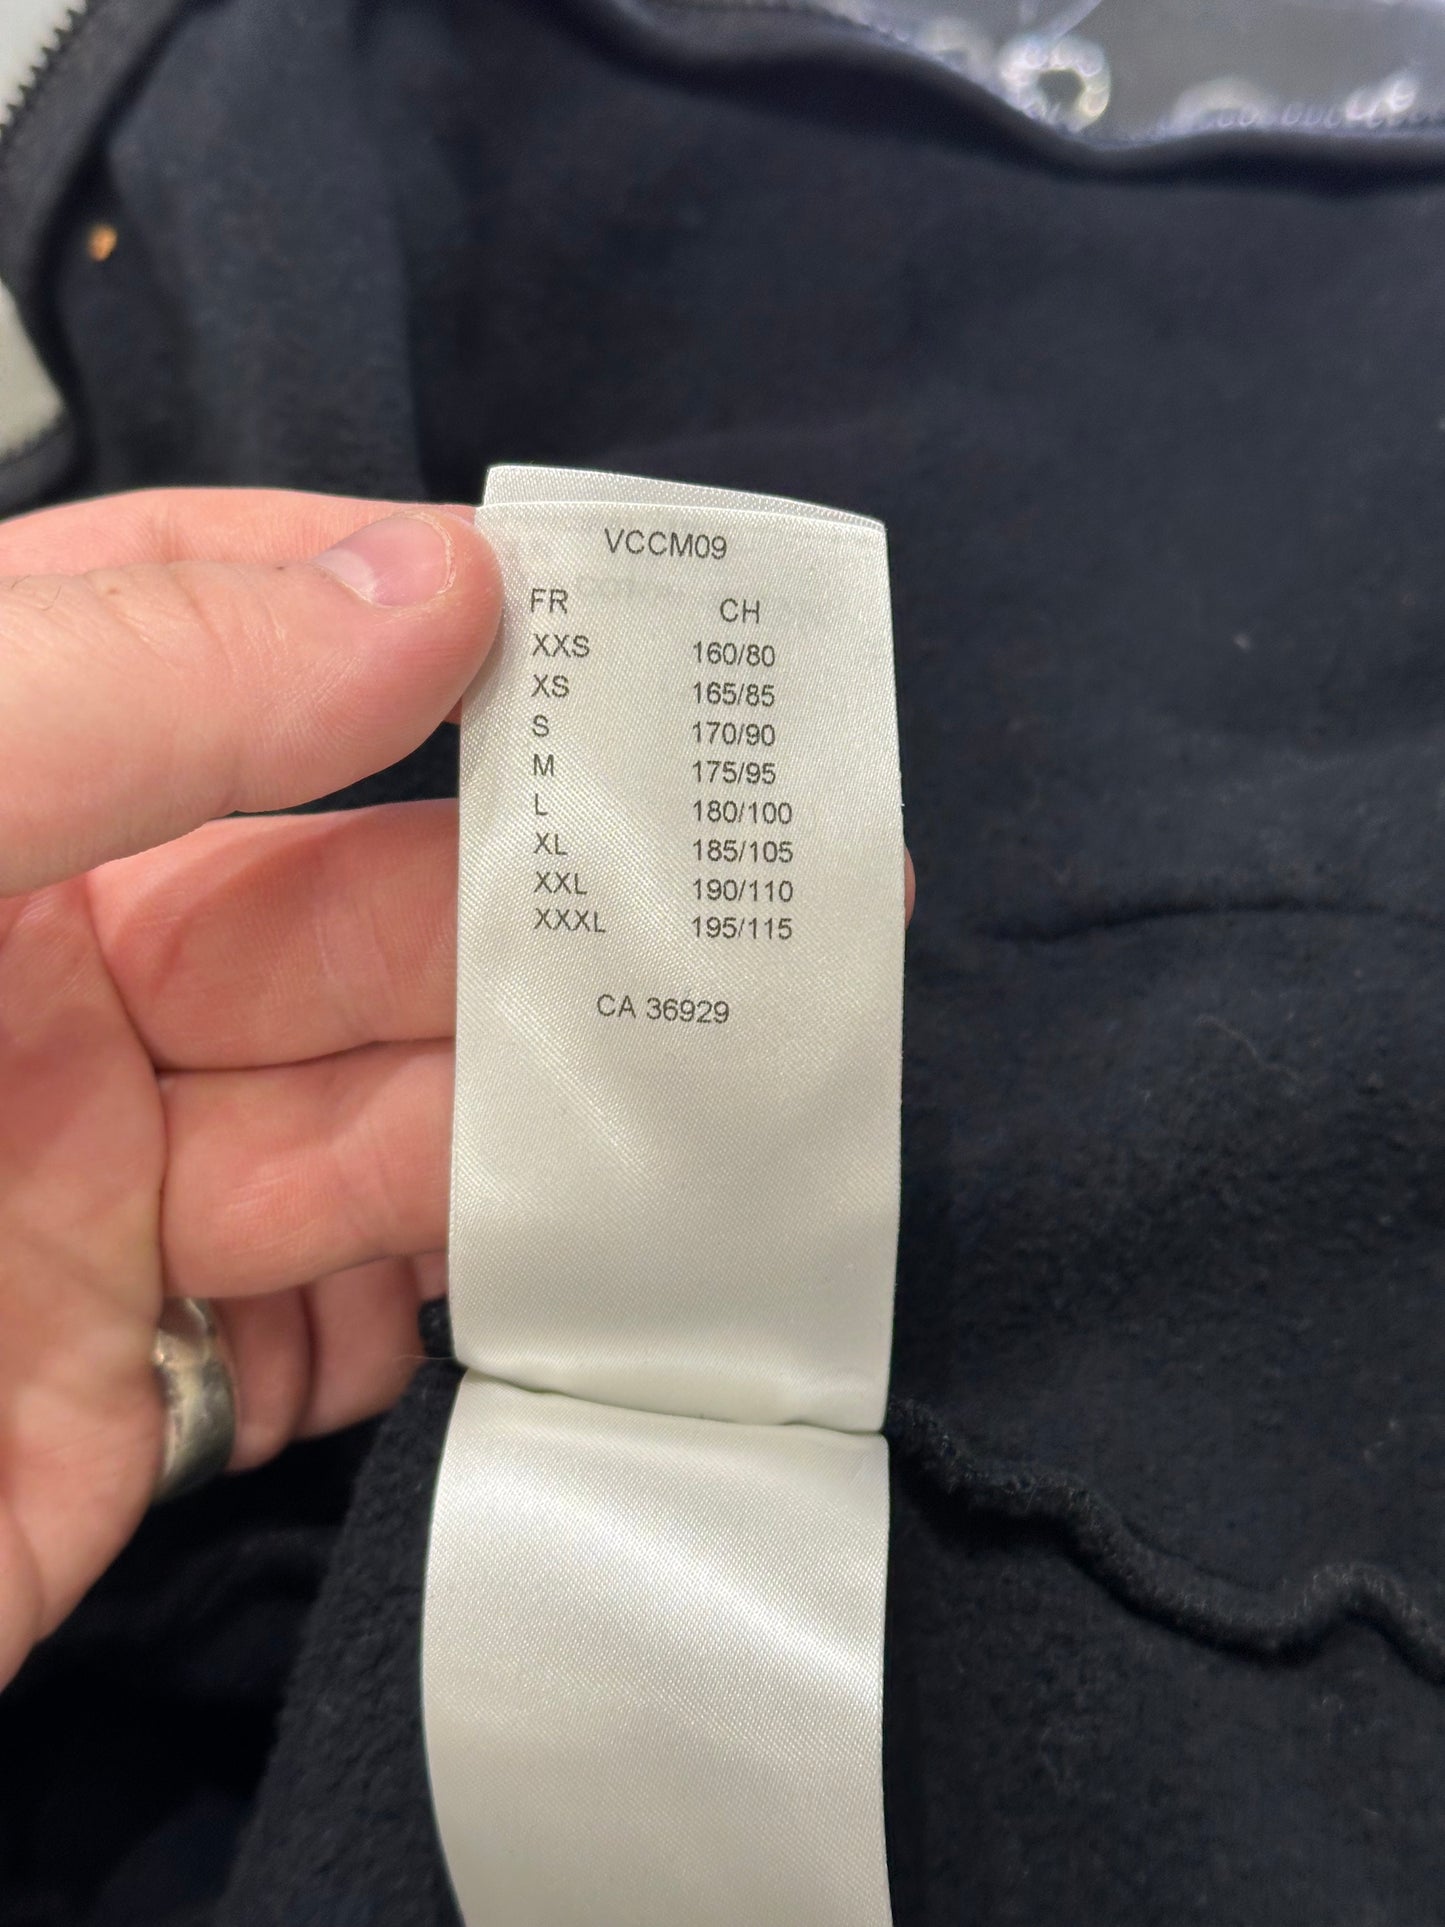 VCCM09
FR CH
XXS 160/80
XS 165/85
S 170/90
M 175/95
L 180/100
XL 185/105
XXL 190/110
XXXL 195/115
CA 36929